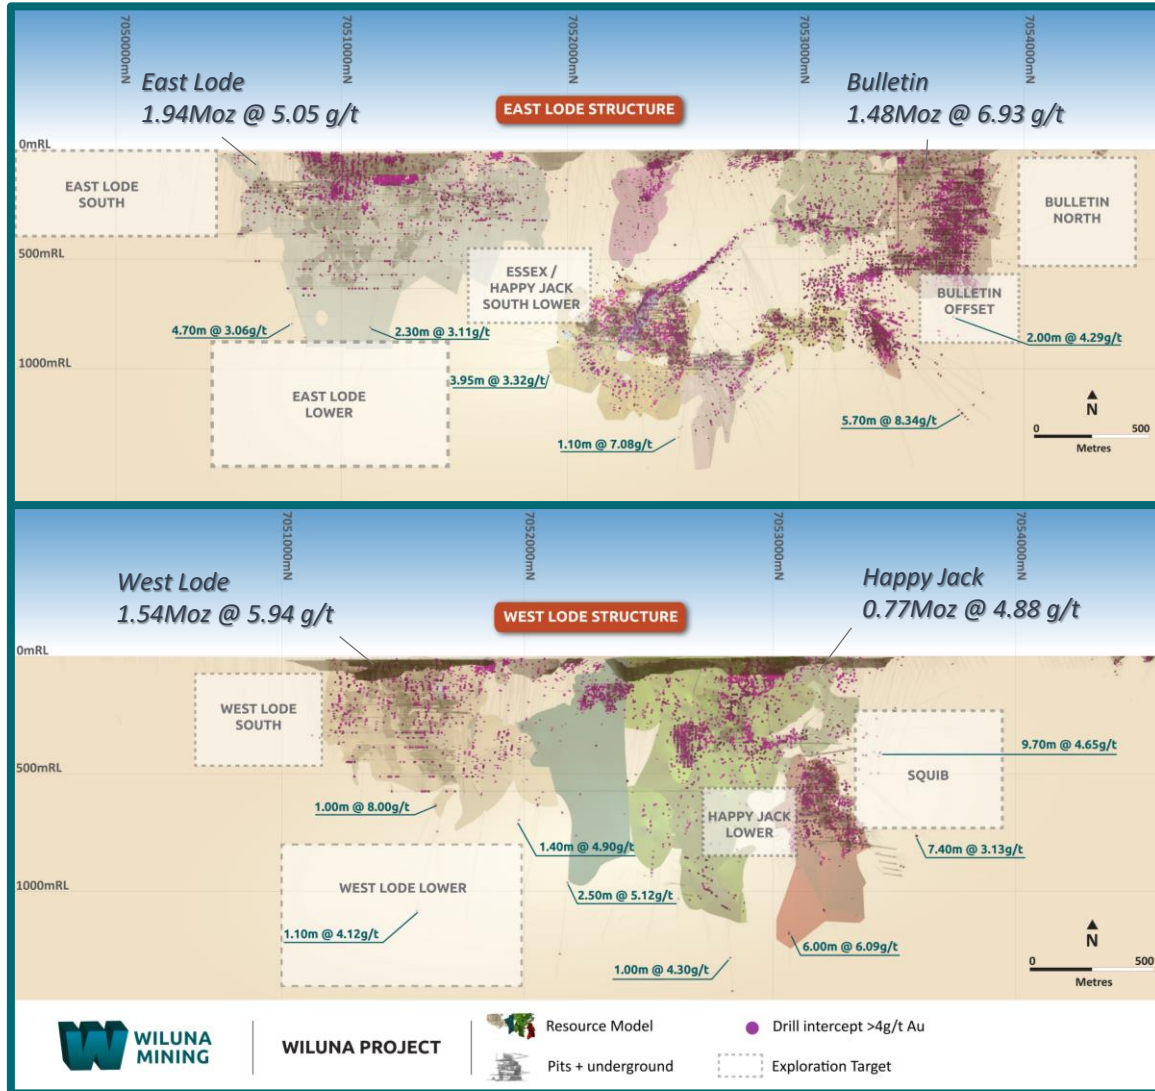 7050000mN
7051000mN
7052000mN
7053000mN
7054000mN
East Lode
1.94Moz @ 5.05 g/t
EAST LODE STRUCTURE
Bulletin
1.48Moz @ 6.93 g/t
0mRL
EAST LODE
SOUTH
BULLETIN
NORTH
500mRL
ESSEX /
HAPPY JACK
SOUTH LOWER
BULLETIN
OFFSET
4.70m @ 3.06g/t
2.30m @ 3.11g/t
2.00m @ 4.29g/t
1000mRL
3.95m @ 3.32g/t
EAST LODE
LOWER
1.10m @ 7.08g/t
5.70m @ 8.34g/t
N
0 500
Metres
7051000mN
7052000mN
7053000mN
7054000mN
West Lode
1.54Moz @ 5.94 g/t
WEST LODE STRUCTURE
Happy Jack
0.77Moz @ 4.88 g/t
0mRL
WEST LODE
SOUTH
9.70m @ 4.65g/t
500mRL
SQUIB
1.00m @ 8.00g/t
HAPPY JACK
LOWER
1.40m @ 4.90g/t
7.40m @ 3.13g/t
1000mRL
WEST LODE LOWER
2.50m @ 5.12g/t
1.10m @ 4.12g/t
6.00m @ 6.09g/t
1.00m @ 4.30g/t
N
0 500
Metres
WILUNA
MINING
WILUNA PROJECT
Resource Model
Drill intercept >4g/t Au
Pits + underground
Exploration Target